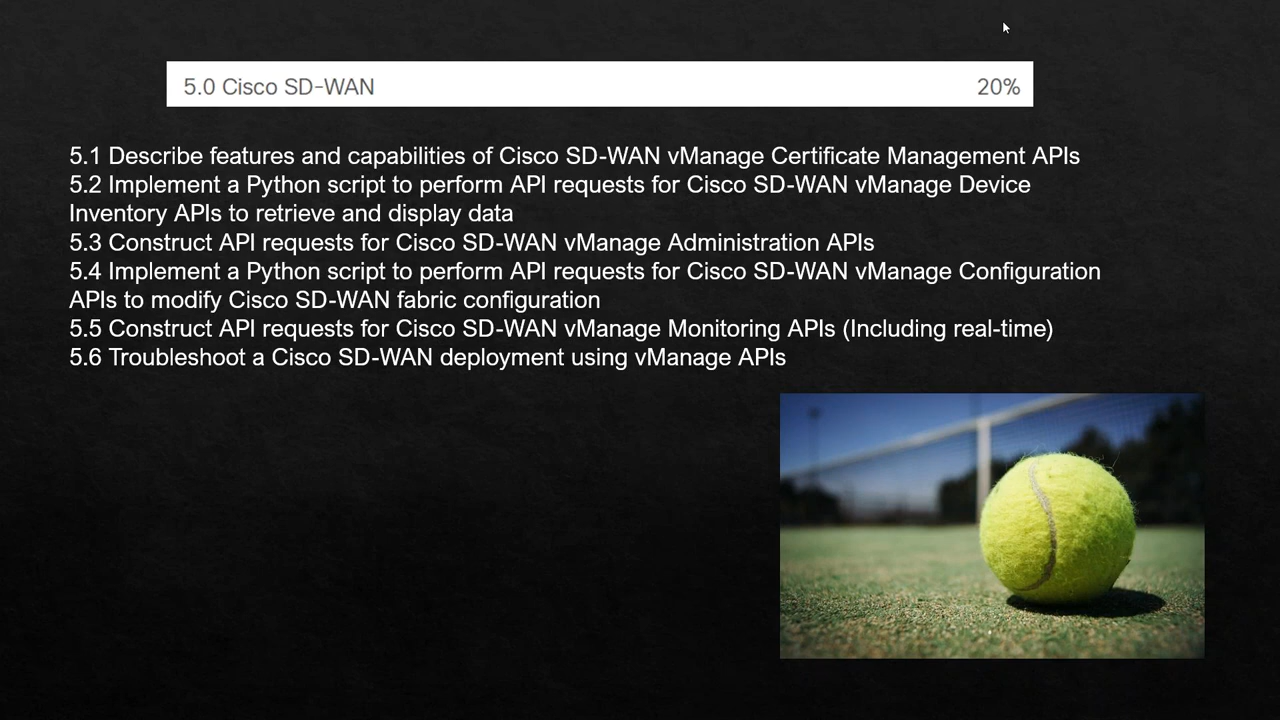 5.0 Cisco SD-WAN 20%
5.1 Describe features and capabilities of Cisco SD-WAN vManage Certificate Management APIs
5.2 Implement a Python script to perform API requests for Cisco SD-WAN vManage Device
Inventory APIs to retrieve and display data
5.3 Construct API requests for Cisco SD-WAN vManage Administration APIs
5.4 Implement a Python script to perform API requests for Cisco SD-WAN vManage Configuration
APIs to modify Cisco SD-WAN fabric configuration
5.5 Construct API requests for Cisco SD-WAN vManage Monitoring APIs (Including real-time)
5.6 Troubleshoot a Cisco SD-WAN deployment using vManage APIs